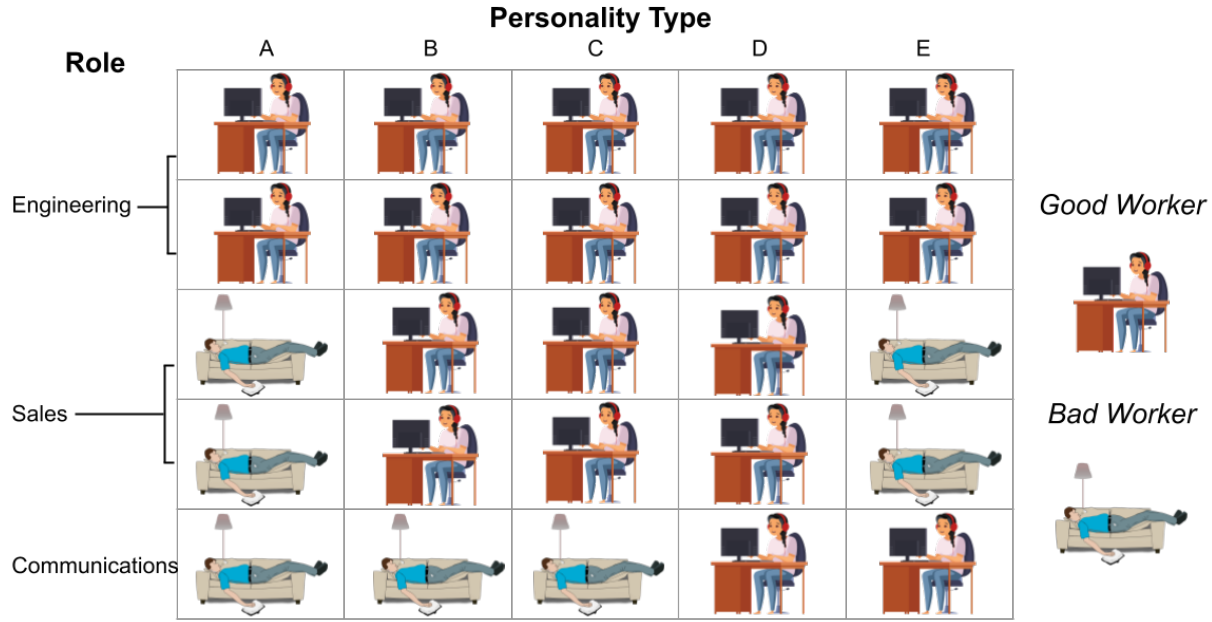 Personality Type
Role
A B C D E
Engineering
Good Worker
Sales
Bad Worker
Communications